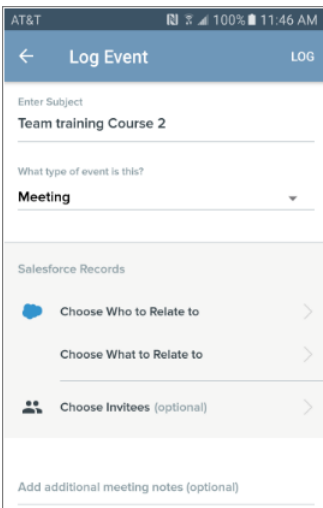 AT&T 100% 11:46 AM
Log Event LOG
Enter Subject
Team training Course 2
What type of event is this?
Meeting
Salesforce Records
Choose Who to Relate to
Choose What to Relate to
Choose Invitees (optional)
Add additional meeting notes (optional)